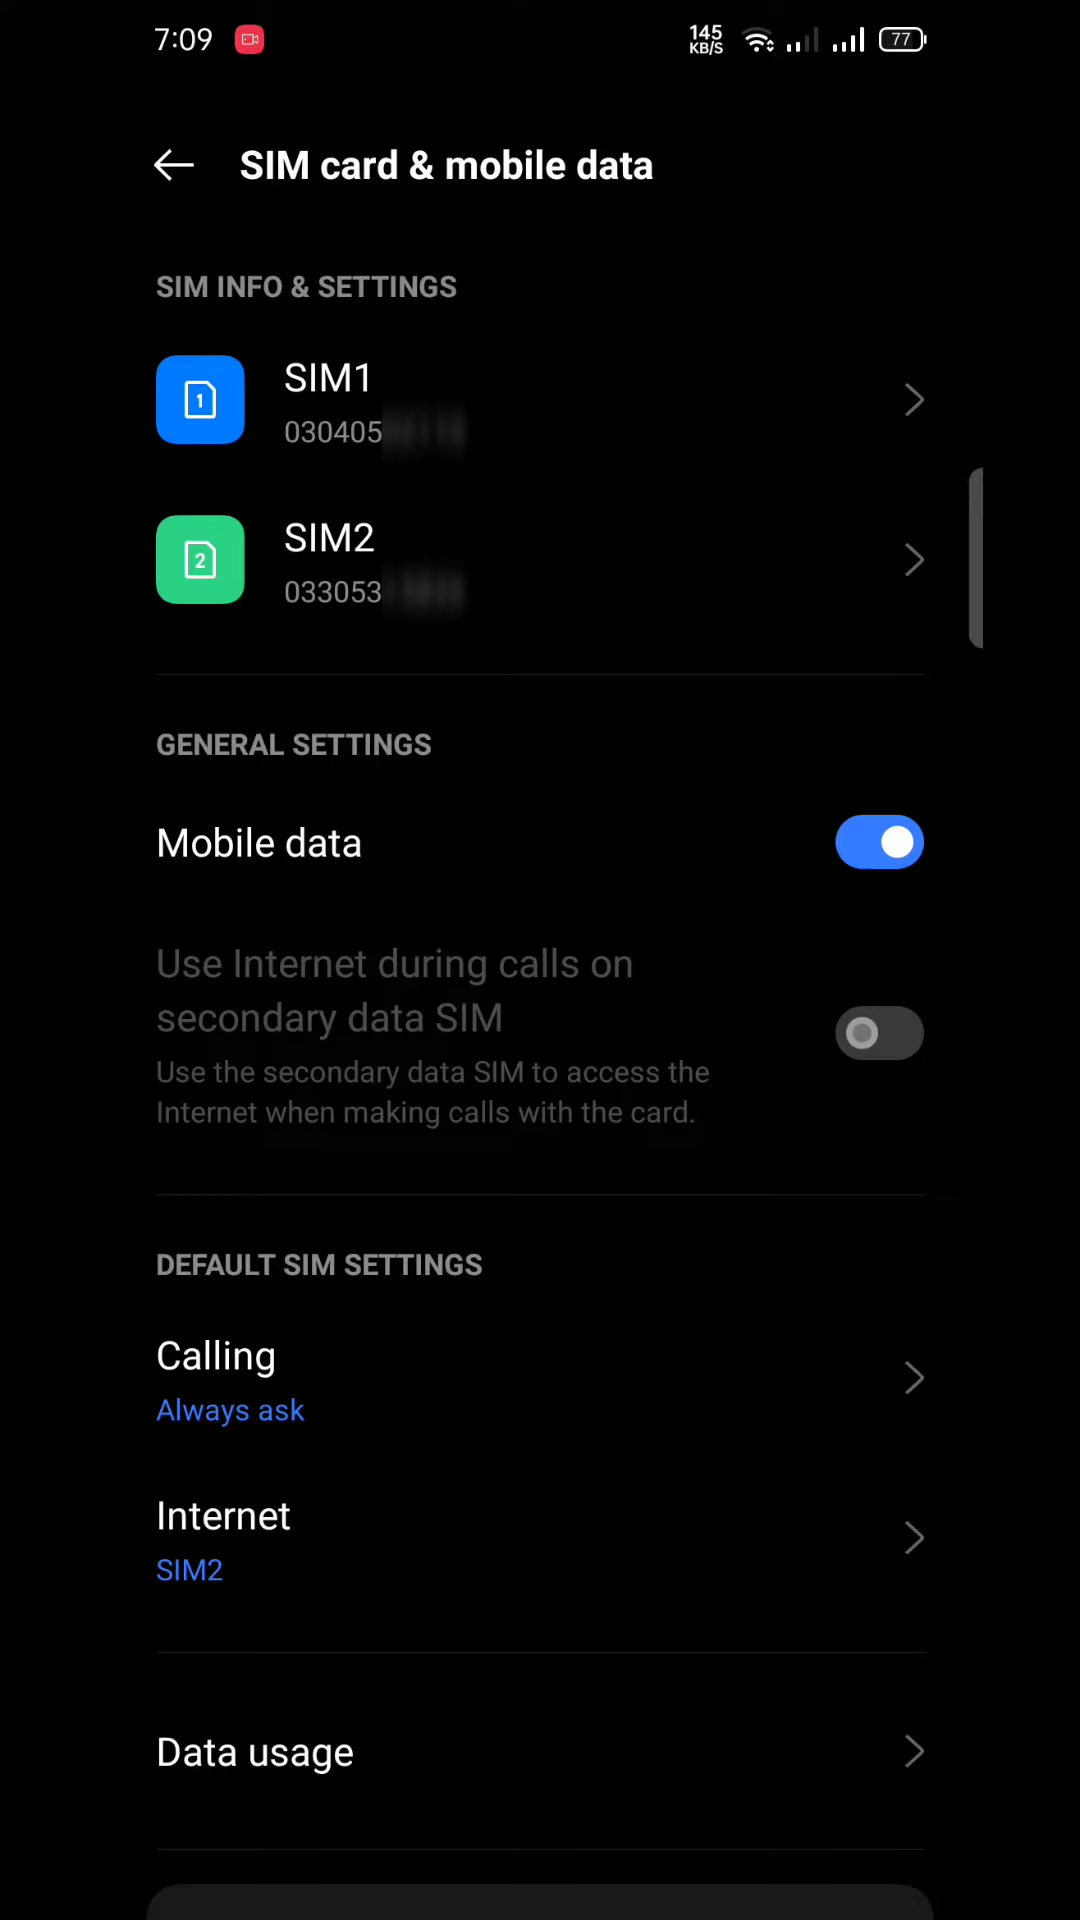 7:09
145
KB/S
77
SIM card & mobile data
SIM INFO & SETTINGS
1
SIM1
030405
2
SIM2
033053
GENERAL SETTINGS
Mobile data
Use Internet during calls on
secondary data SIM
Use the secondary data SIM to access the
Internet when making calls with the card.
DEFAULT SIM SETTINGS
Calling
Always ask
Internet
SIM2
Data usage